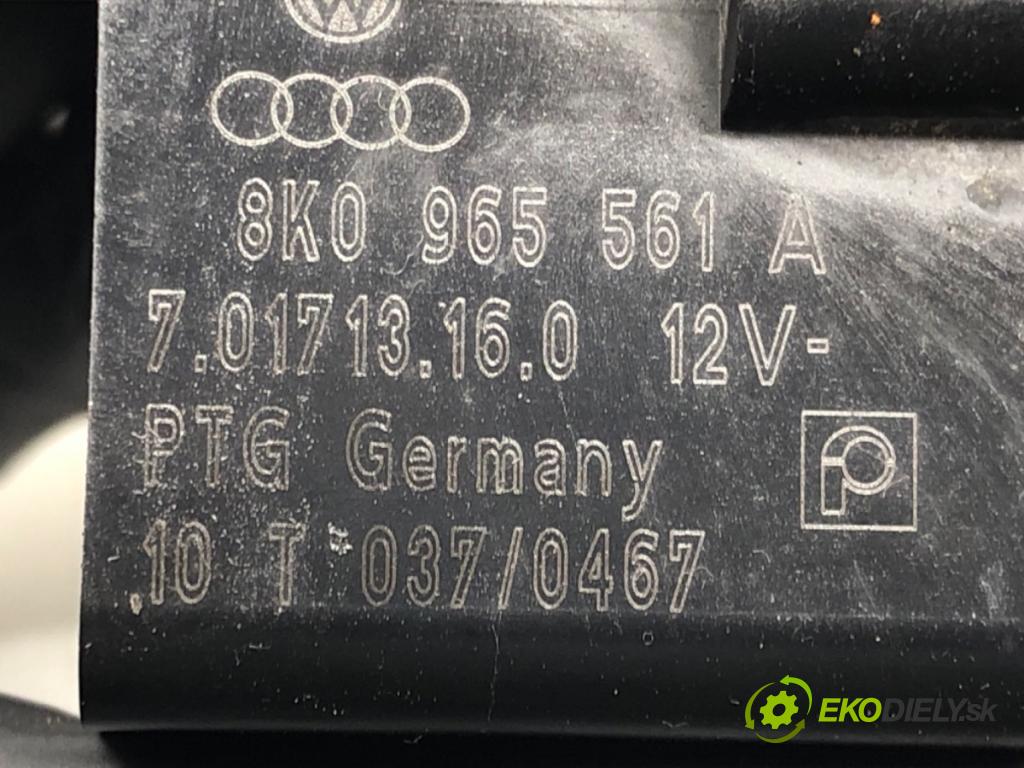 8K0 965 561 A
7.01713.16.0 12V-
PTG Germany
10 T 037/0467
EKODIELY.sk